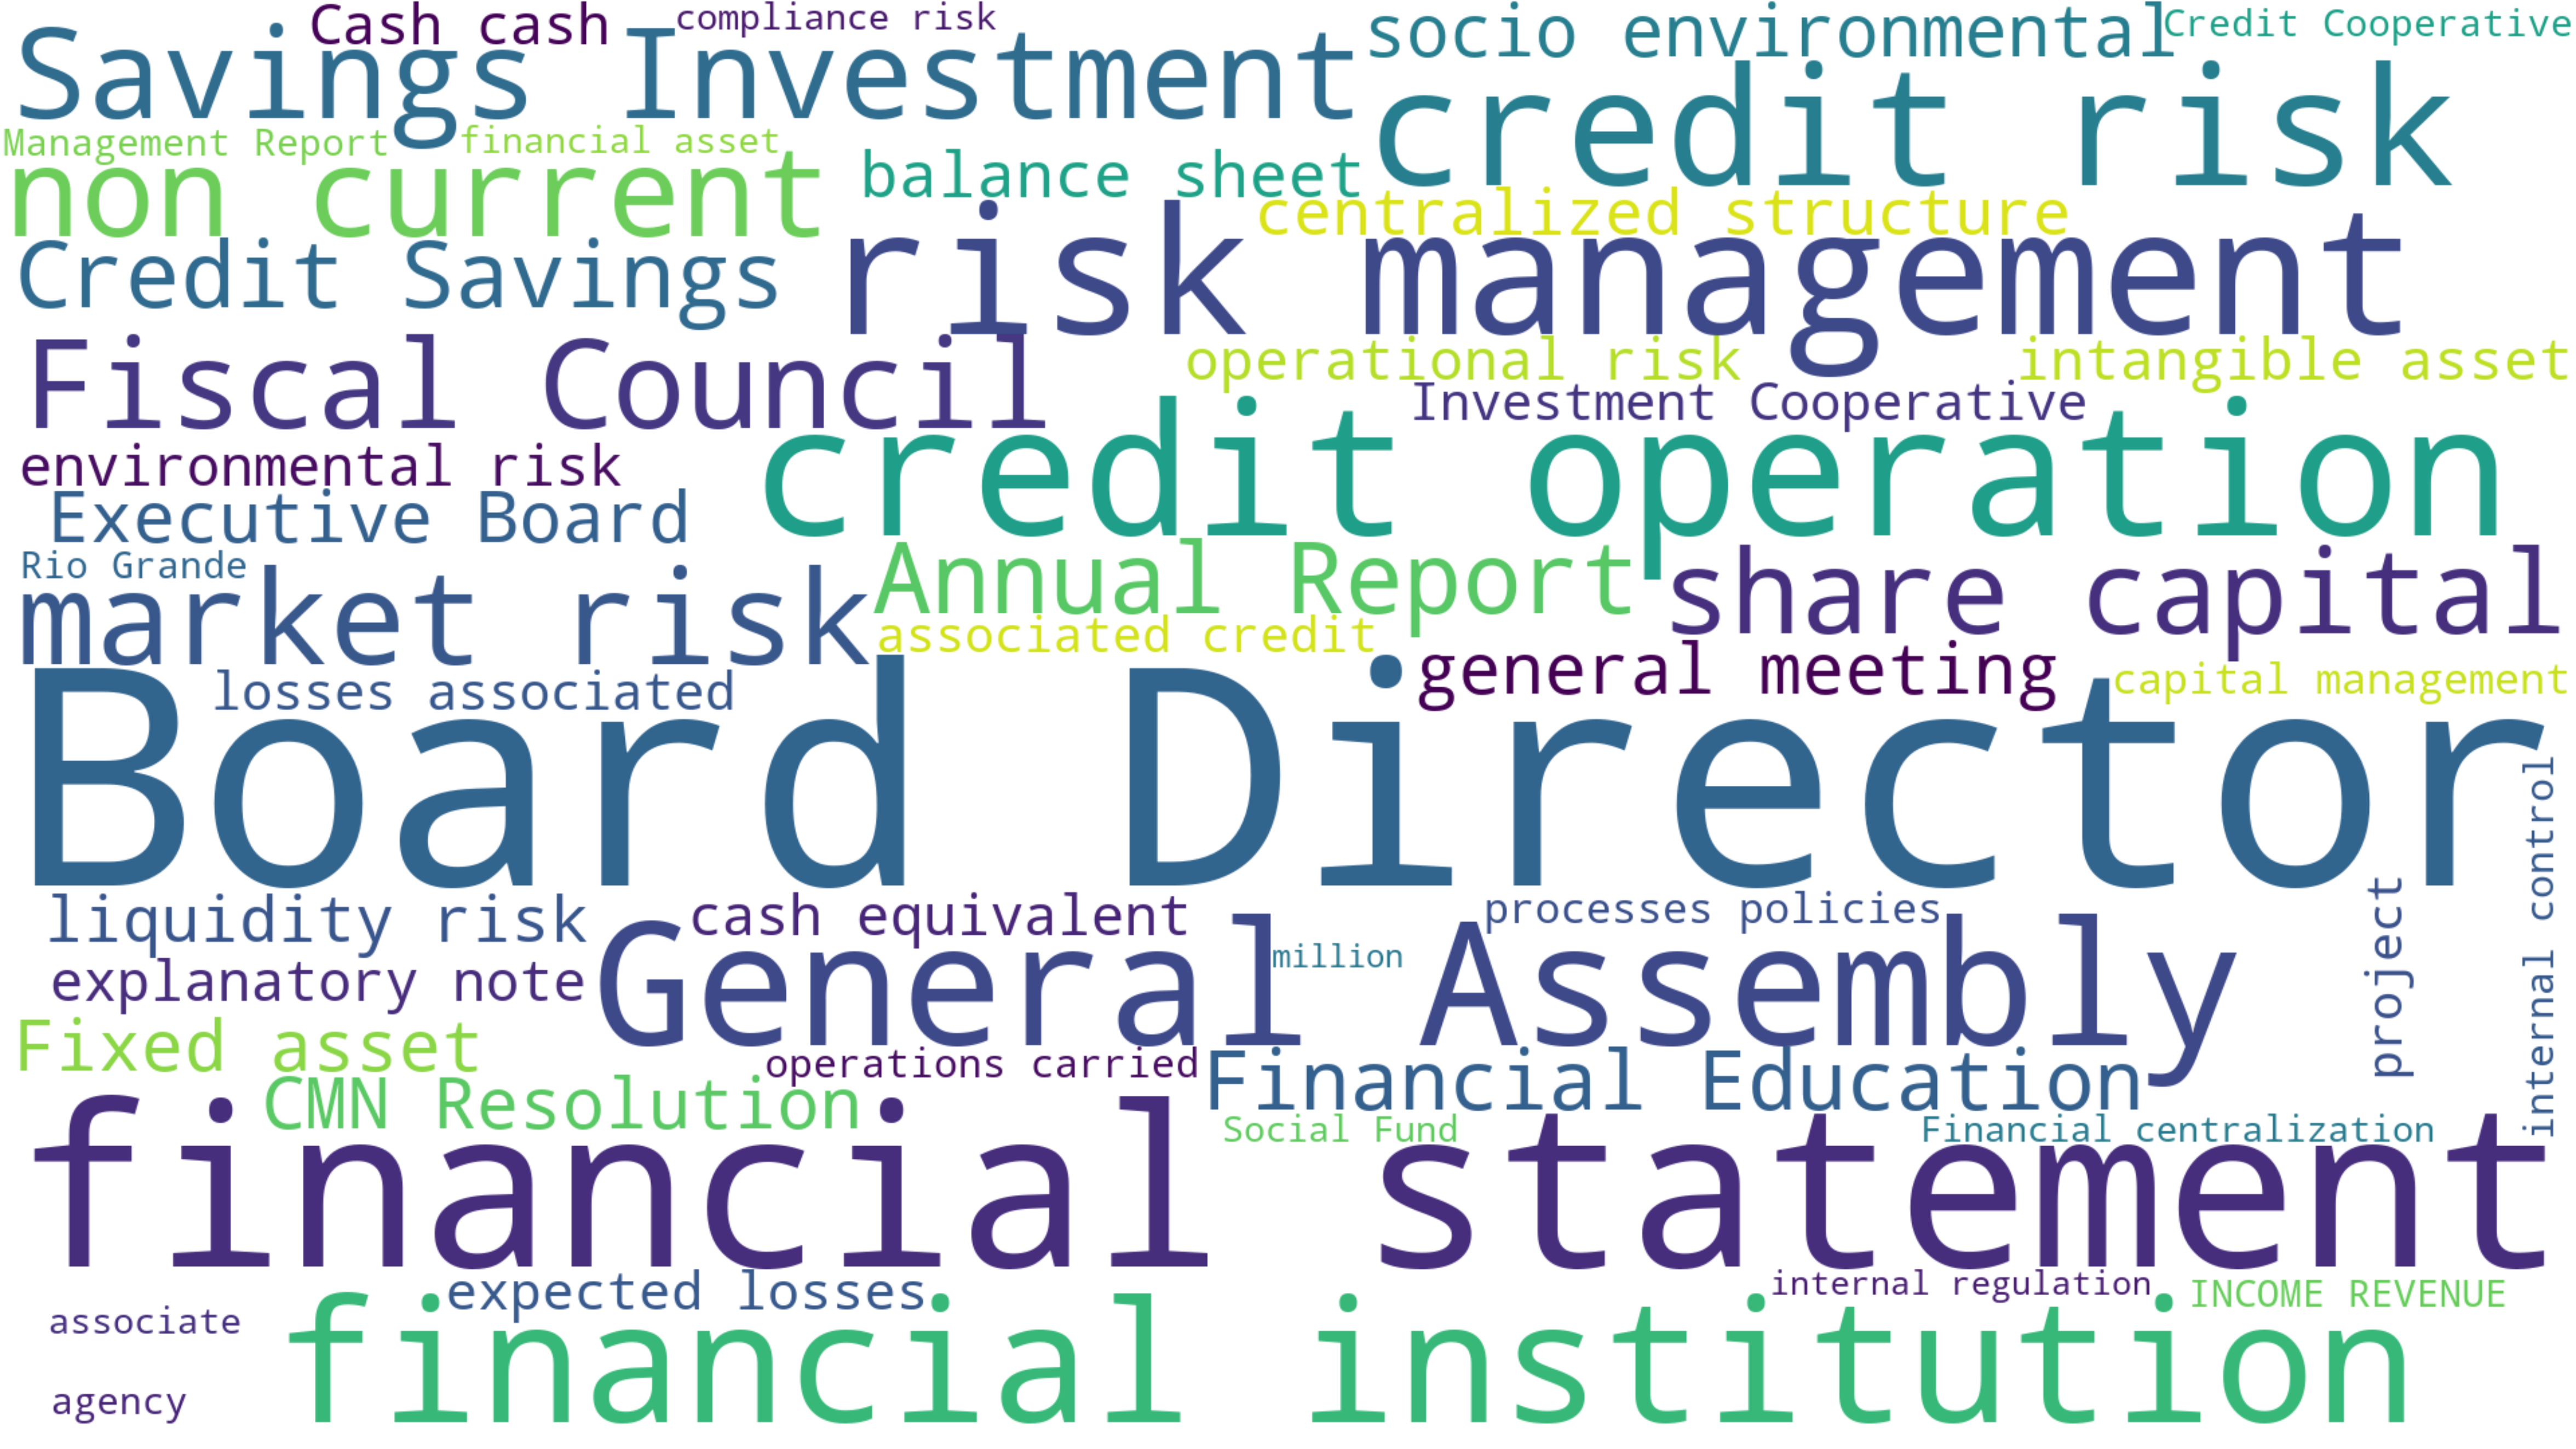 Cash cash
compliance risk
socio environmental
Credit Cooperative
Savings Investment
credit risk
Management Report
financial asset
non current
balance sheet
centralized structure
Credit Savings
risk management
Fiscal Council
operational risk
intangible asset
Investment Cooperative
environmental risk
credit operation
Executive Board
Rio Grande
market risk
Annual Report
share capital
associated credit
general meeting
losses associated
capital management
Board Director
internal control
liquidity risk
cash equivalent
processes policies
project
General Assembly
million
explanatory note
Fixed asset
operations carried
Financial Education
CMN Resolution
Social Fund
Financial centralization
financial statement
expected losses
internal regulation
INCOME REVENUE
associate
financial institution
agency